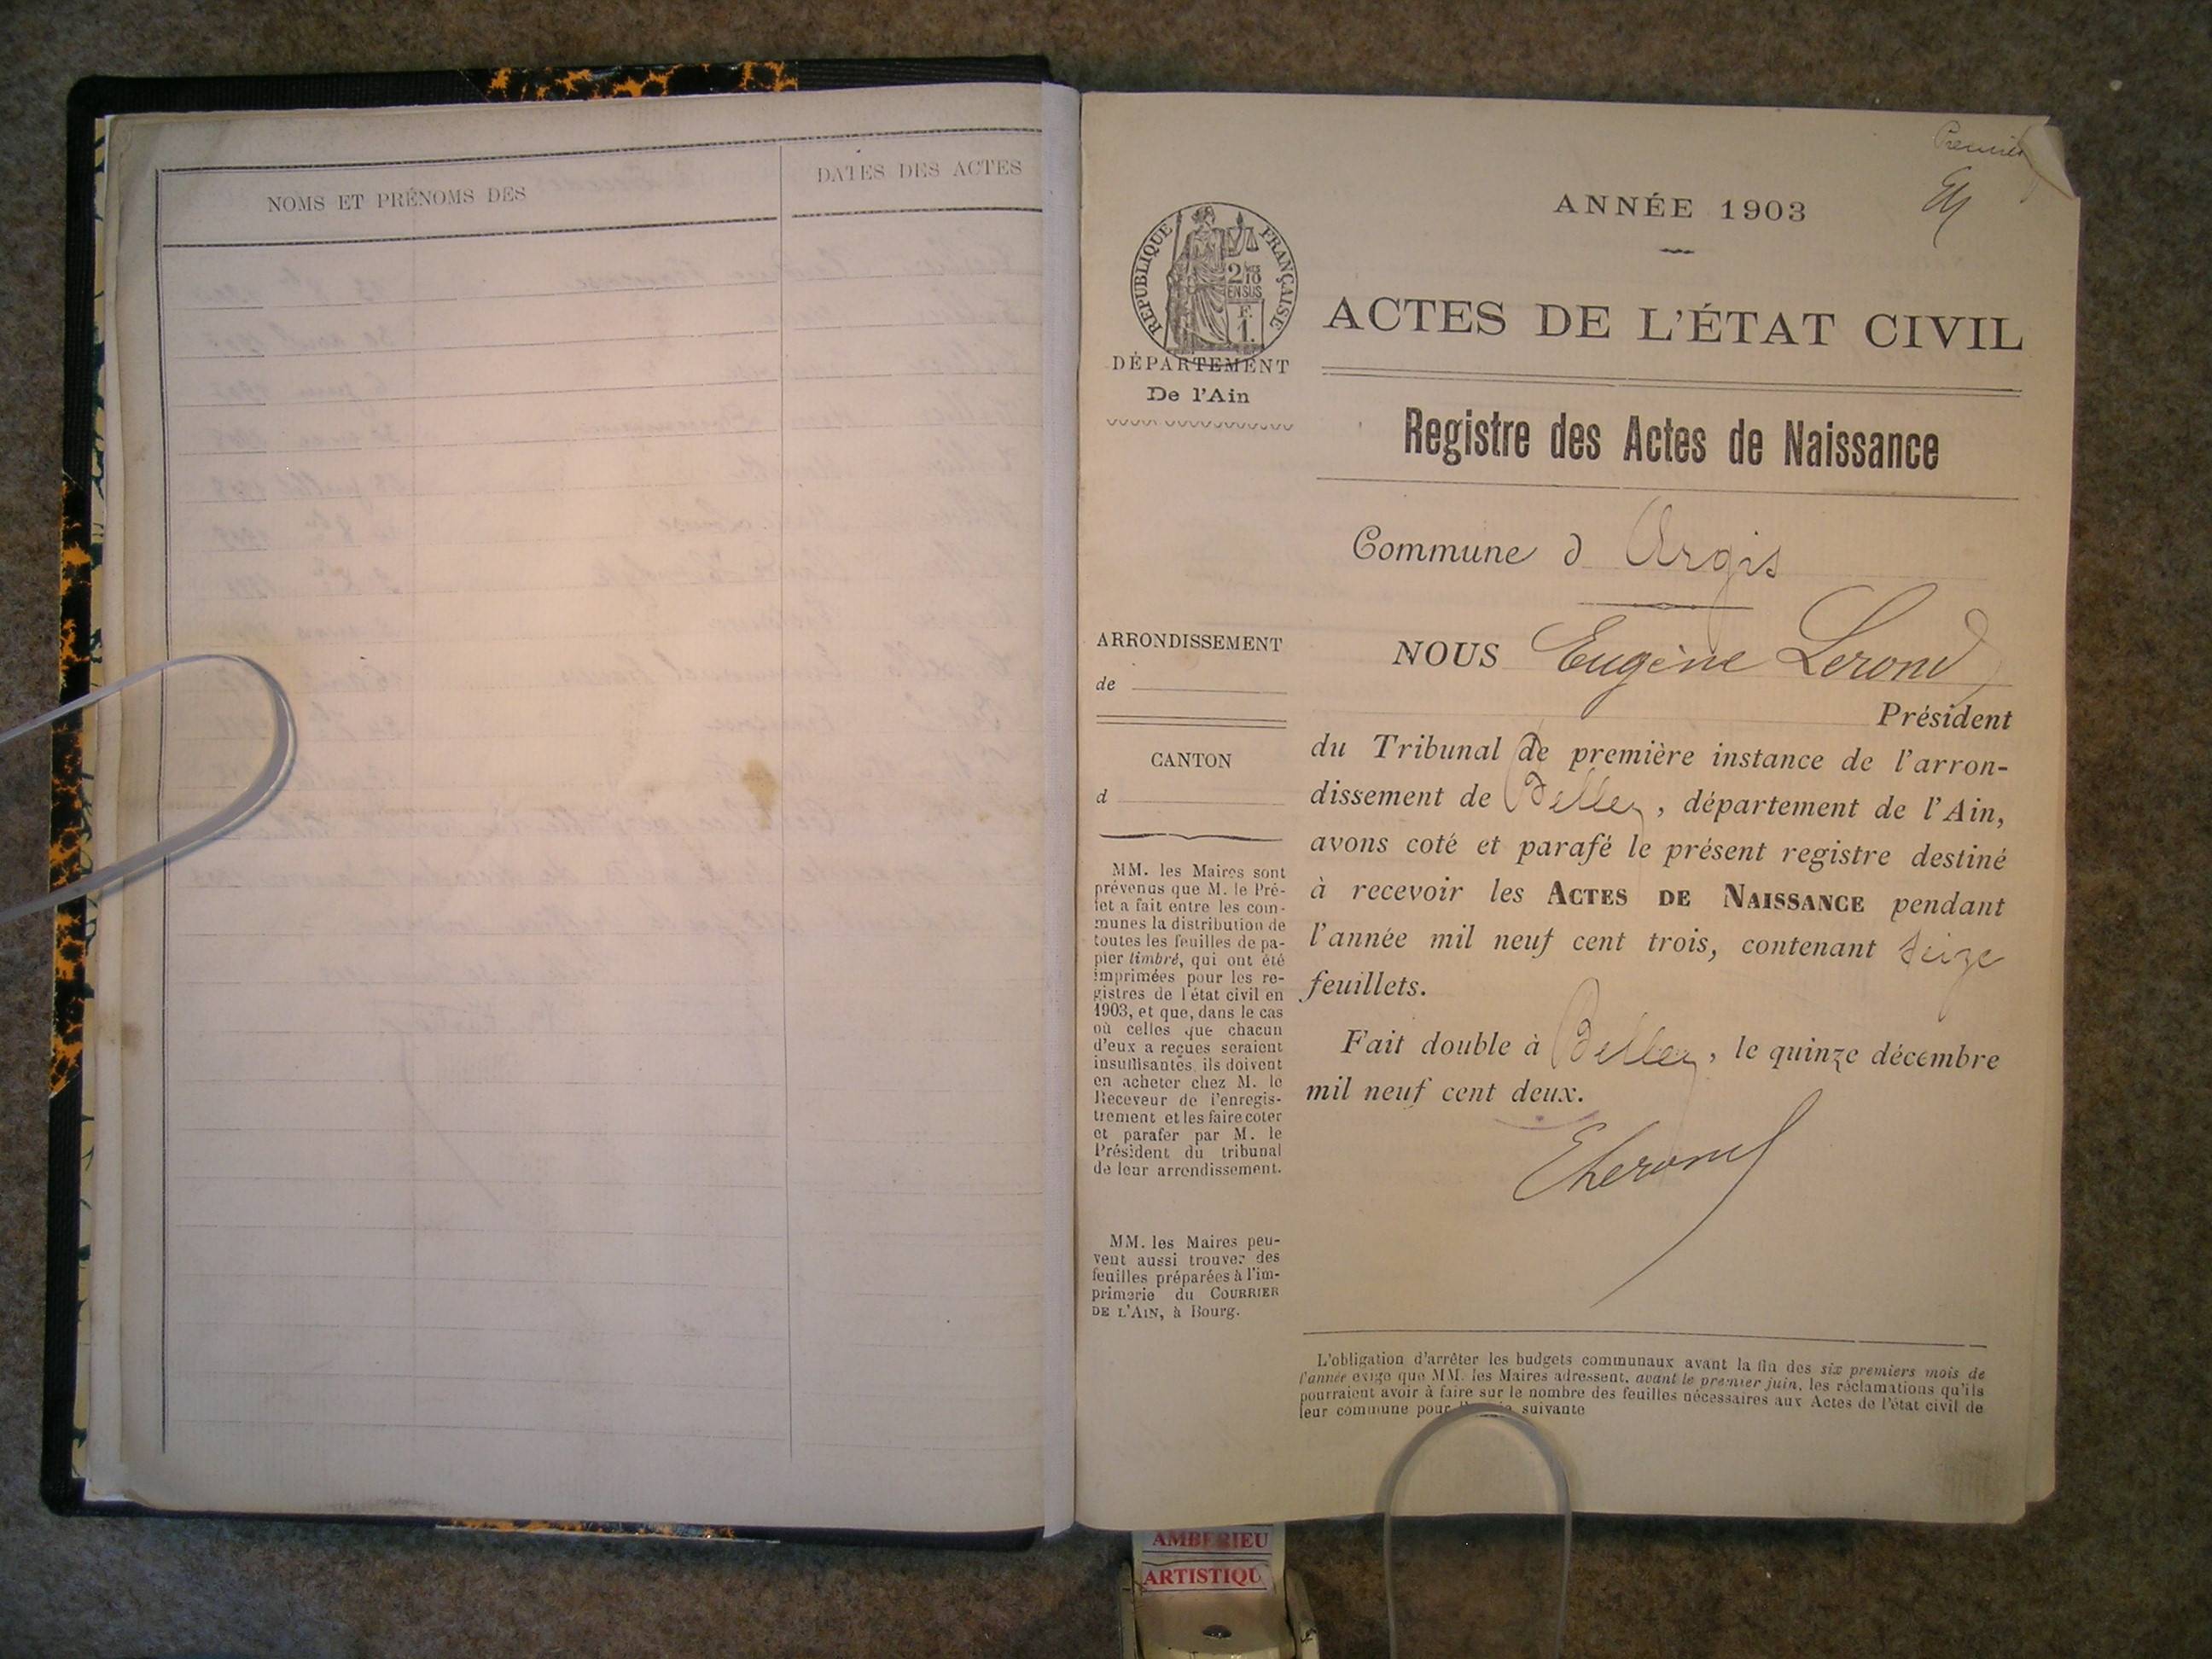 NOMS ET PRÉNOMS DES
DATES DES ACTES
Premier
ANNÉE 1903
RÉPUBLIQUE FRANÇAISE
2/10
EN SUS
F.
1.
ACTES DE L'ÉTAT CIVIL
DÉPARTEMENT
De l'Ain
Registre des Actes de Naissance
Commune d Argis
ARRONDISSEMENT
de
CANTON
d
MM. les Maires sont
prévenus que M. le Pré-
fet a fait entre les com-
munes la distribution de
toutes les feuilles de pa-
pier timbré, qui ont été
imprimées pour les re-
gistres de l'état civil en
1903, et que, dans le cas
où celles que chacun
d'eux a reçues seraient
insuffisantes, ils doivent
en acheter chez M. le
Receveur de l'enregis-
trement et les faire coter
et parafer par M. le
Président du tribunal
de leur arrondissement.
MM. les Maires peu-
vent aussi trouver des
feuilles préparées à l'im-
primerie du COURRIER
DE L'AIN, à Bourg.
NOUS Eugène Lerond
Président
du Tribunal de première instance de l'arron-
dissement de Belley, département de l'Ain,
avons coté et parafé le présent registre destiné
à recevoir les ACTES DE NAISSANCE pendant
l'année mil neuf cent trois, contenant seize
feuillets.
Fait double à Belley, le quinze décembre
mil neuf cent deux.
ELerond
L'obligation d'arrêter les budgets communaux avant la fin des six premiers mois de
l'année exige que MM. les Maires adressent, avant le premier juin, les réclamations qu'ils
pourraient avoir à faire sur le nombre des feuilles nécessaires aux Actes de l'état civil de
leur commune pour suivante
AMBERIEU
ARTISTIQU